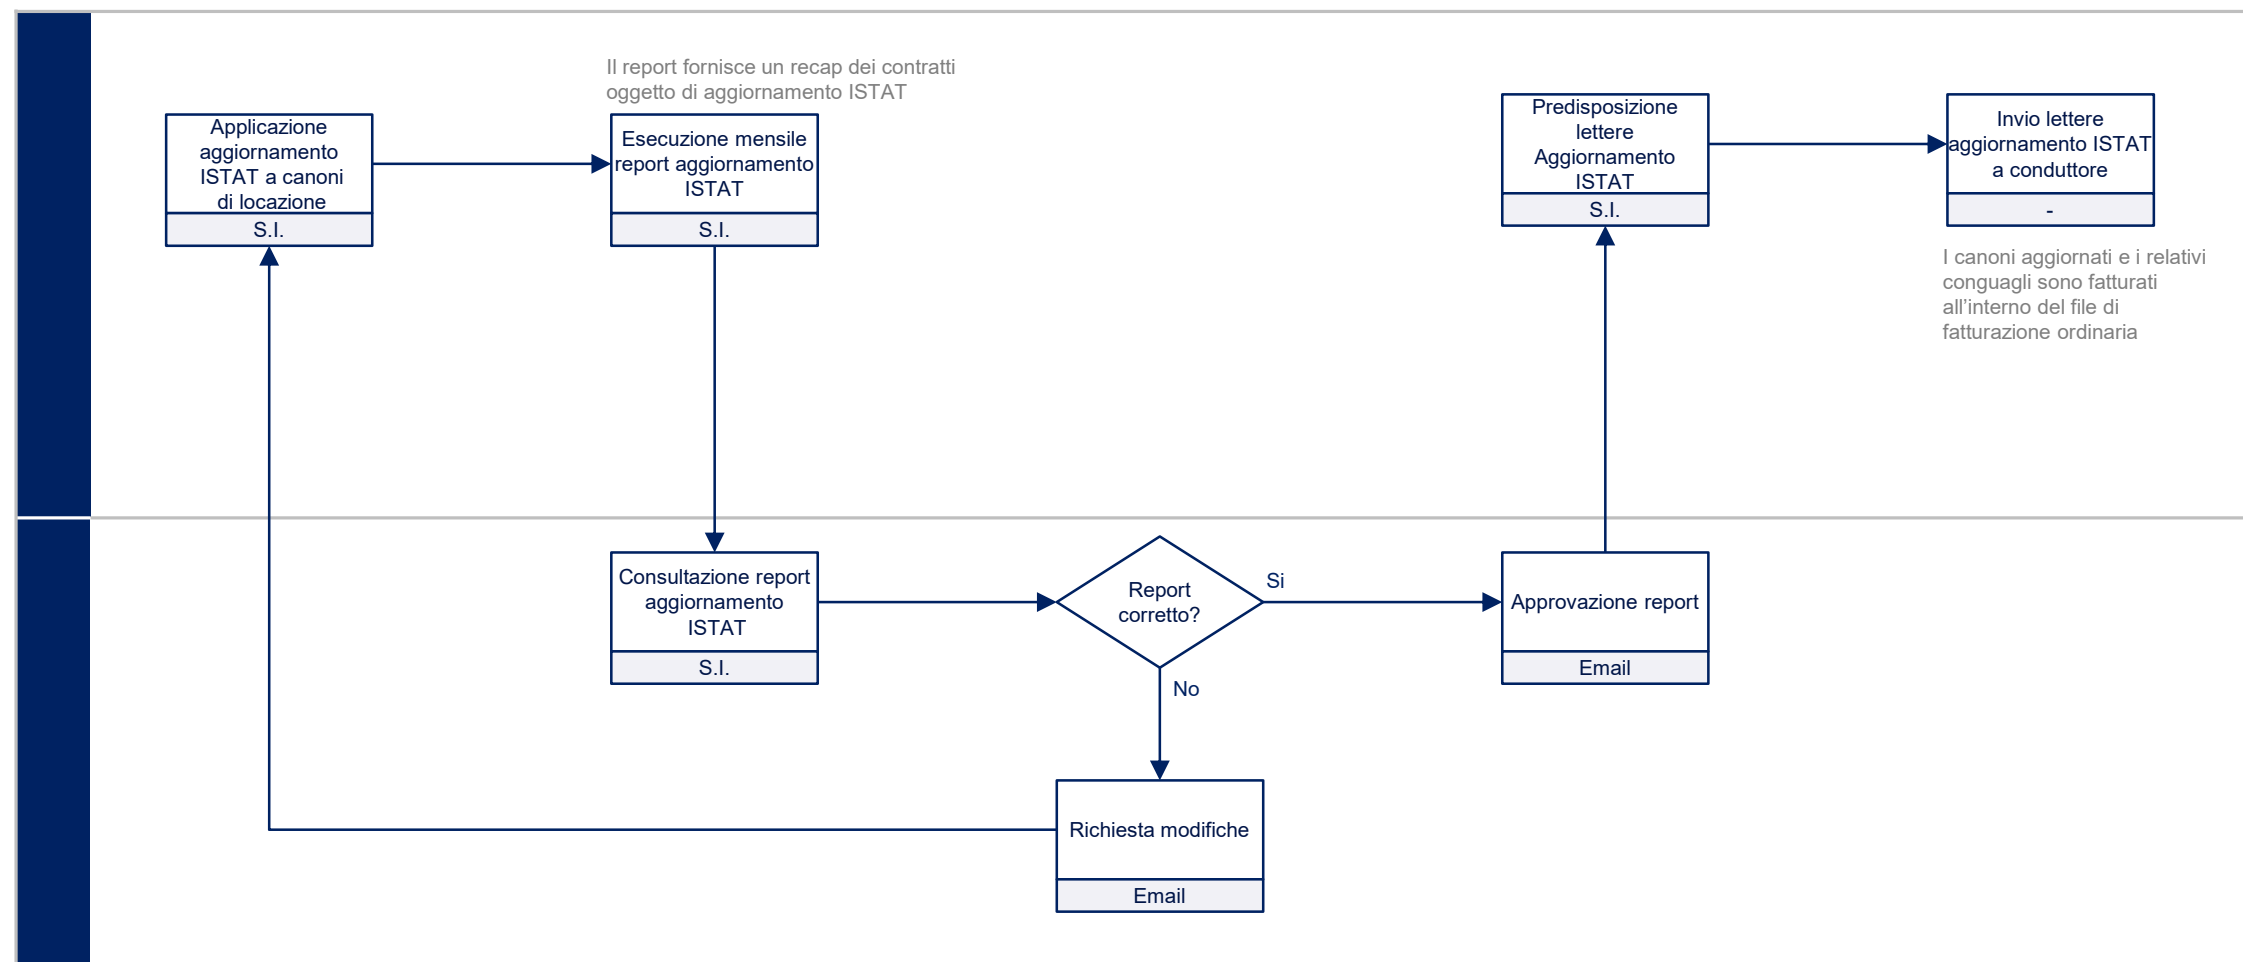 Il report fornisce un recap dei contratti
oggetto di aggiornamento ISTAT
Applicazione
aggiornamento
ISTAT a canoni
di locazione
S.I.
Esecuzione mensile
report aggiornamento
ISTAT
S.I.
Predisposizione
lettere
Aggiornamento
ISTAT
S.I.
Invio lettere
aggiornamento ISTAT
a conduttore
-
I canoni aggiornati e i relativi
conguagli sono fatturati
all’interno del file di
fatturazione ordinaria
Consultazione report
aggiornamento
ISTAT
S.I.
Report
corretto?
Si
No
Approvazione report
Email
Richiesta modifiche
Email